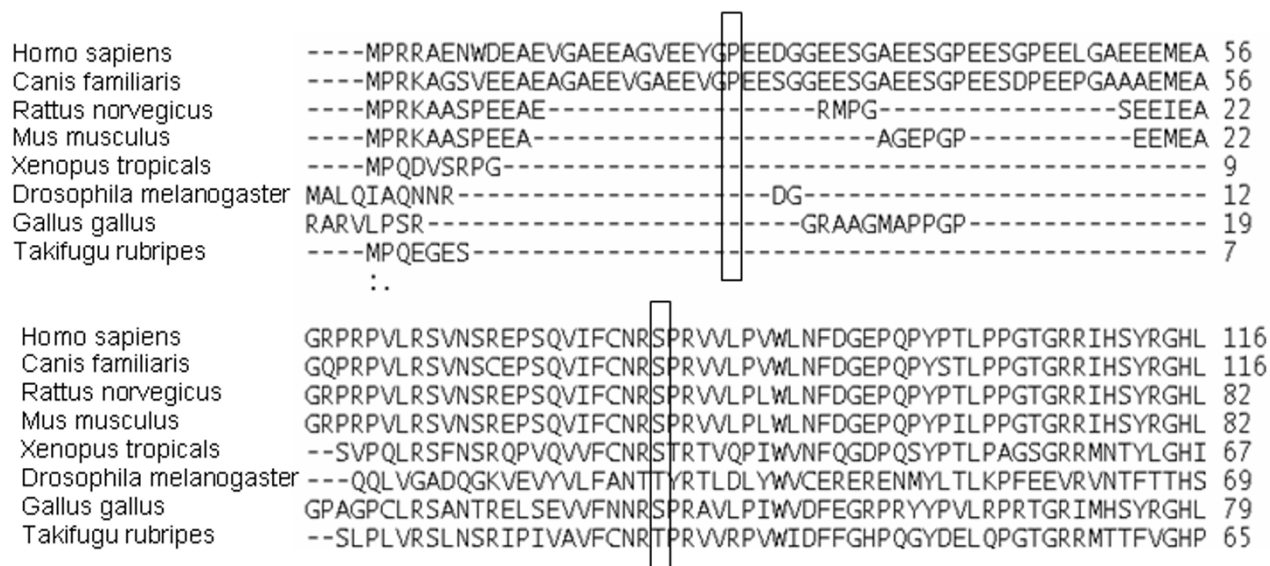 Homo sapiens ----MPRRAENWDEAEVGAEEAGVEEYGPEEDGGEESGAEESGPEESGPEELGAEEEMEA 56
Canis familiaris ----MPRKAGSVEEAEAGAEEVGAEEVGPEESGGEESGAEESGPEESDPEEPGAAAEMEA 56
Rattus norvegicus ----MPRKAASPEEAE------------------RMPG----------------SEEIEA 22
Mus musculus ----MPRKAASPEEA-----------------------AGEPGP-----------EEMEA 22
Xenopus tropicals ----MPQDVSRPG----------------------------------------------- 9
Drosophila melanogaster MALQIAQNNR---------------------DG--------------------------- 12
Gallus gallus RARVLPSR-------------------------GRAAGMAPPGP---------------- 19
Takifugu rubripes ----MPQEGES------------------------------------------------- 7
:.
Homo sapiens GRPRPVLRSVNSREPSQVIFCNRSPRVVLPVWLNFDGEPQPYPTLPPGTGRRIHSYRGHL 116
Canis familiaris GQPRPVLRSVNSCEPSQVIFCNRSPRVVLPVWLNFDGEPQPYSTLPPGTGRRIHSYRGHL 116
Rattus norvegicus GRPRPVLRSVNSREPSQVIFCNRSPRVVLPLWLNFDGEPQPYPTLPPGTGRRIHSYRGHL 82
Mus musculus GRPRPVLRSVNSREPSQVIFCNRSPRVVLPLWLNFDGEPQPYPILPPGTGRRIHSYRGHL 82
Xenopus tropicals --SVPQLRSFNSRQPVQVVFCNRSTRTVQPIWVNFQGDPQSYPTLPAGSGRRMNTYLGHI 67
Drosophila melanogaster ---QQLVGADQGKVEVYVLFANTTYRTLDLYWVCERERENMYLTLKPFEEVRVNTFTTHS 69
Gallus gallus GPAGPCLRSANTRELSEVVFNNRSPRAVLPIWVDFEGRPRYYPVLRPRTGRIMHSYRGHL 79
Takifugu rubripes --SLPLVRSLNSRIPIVAVFCNRTPRVVRPVWIDFFGHPQGYDELQPGTGRRMTTFVGHP 65